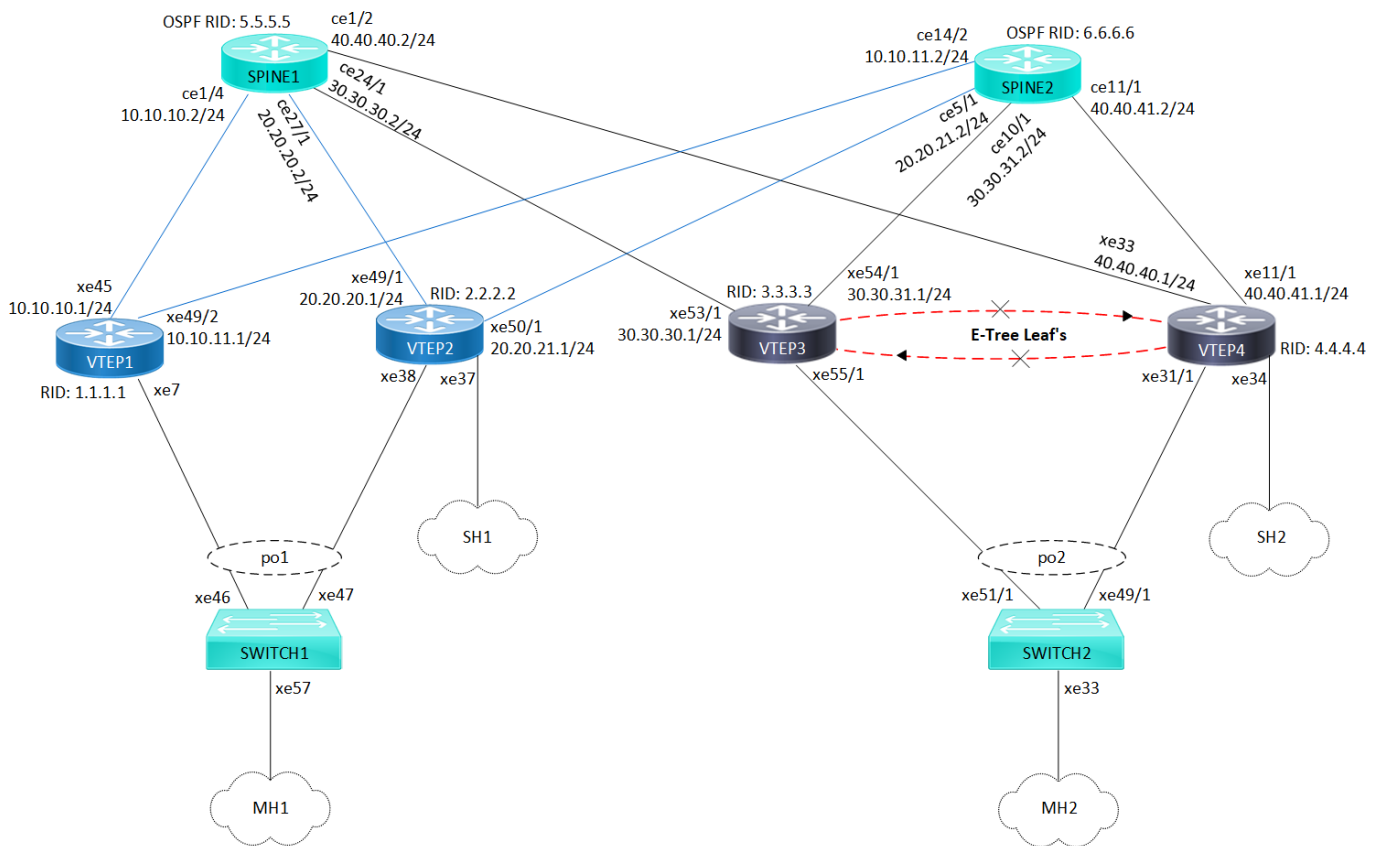 OSPF RID: 5.5.5.5
ce1/2
40.40.40.2/24
SPINE1
ce1/4
10.10.10.2/24
ce27/1
20.20.20.2/24
ce24/1
30.30.30.2/24
ce14/2
10.10.11.2/24
OSPF RID: 6.6.6.6
SPINE2
ce11/1
40.40.41.2/24
ce5/1
20.20.21.2/24
ce10/1
30.30.31.2/24
xe45
10.10.10.1/24
xe49/2
10.10.11.1/24
VTEP1
RID: 1.1.1.1
xe7
xe49/1
20.20.20.1/24
RID: 2.2.2.2
VTEP2
xe50/1
20.20.21.1/24
xe38
xe37
RID: 3.3.3.3
xe54/1
30.30.31.1/24
xe53/1
30.30.30.1/24
VTEP3
xe55/1
E-Tree Leaf's
xe33
40.40.40.1/24
xe11/1
40.40.41.1/24
VTEP4
RID: 4.4.4.4
xe31/1
xe34
SH1
SH2
po1
po2
xe46
xe47
SWITCH1
xe57
MH1
xe51/1
xe49/1
SWITCH2
xe33
MH2